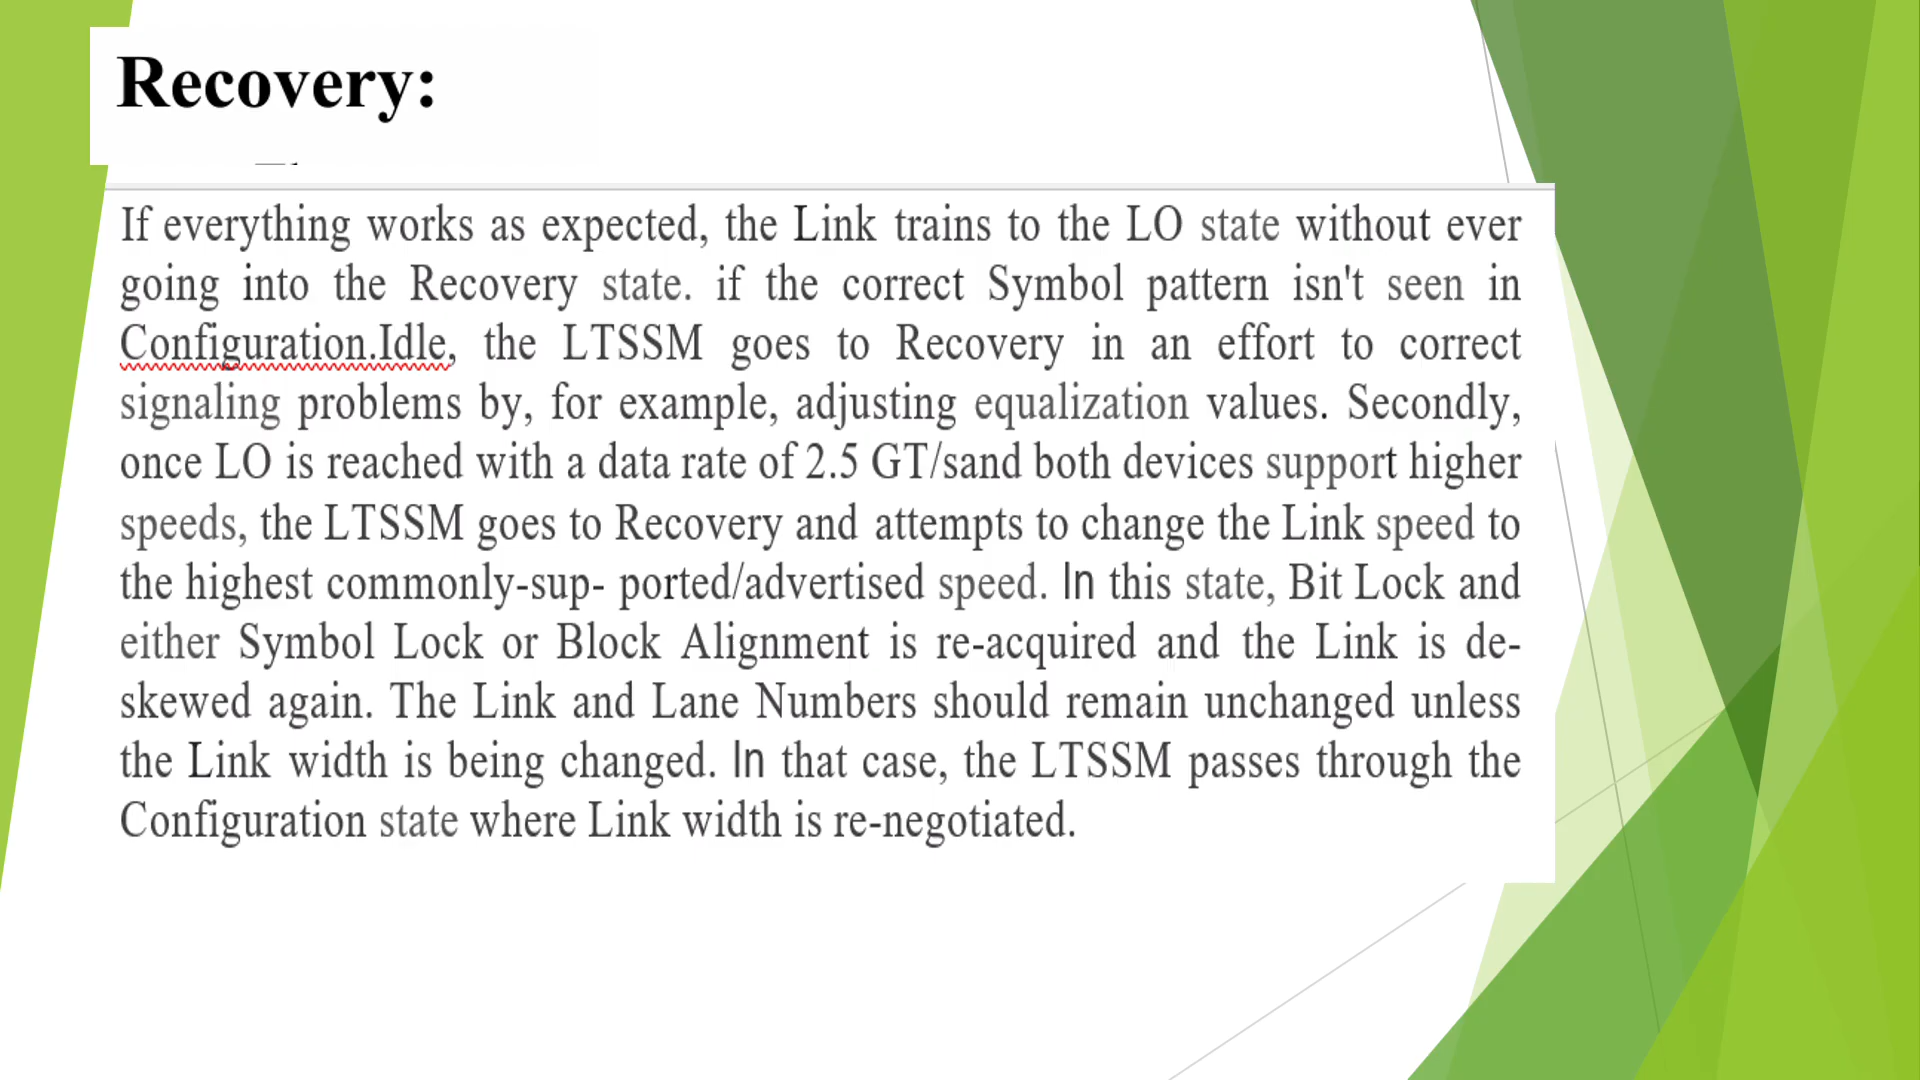 Recovery:
If everything works as expected, the Link trains to the LO state without ever
going into the Recovery state. if the correct Symbol pattern isn't seen in
Configuration.Idle, the LTSSM goes to Recovery in an effort to correct
signaling problems by, for example, adjusting equalization values. Secondly,
once LO is reached with a data rate of 2.5 GT/sand both devices support higher
speeds, the LTSSM goes to Recovery and attempts to change the Link speed to
the highest commonly-sup- ported/advertised speed. In this state, Bit Lock and
either Symbol Lock or Block Alignment is re-acquired and the Link is de-
skewed again. The Link and Lane Numbers should remain unchanged unless
the Link width is being changed. In that case, the LTSSM passes through the
Configuration state where Link width is re-negotiated.